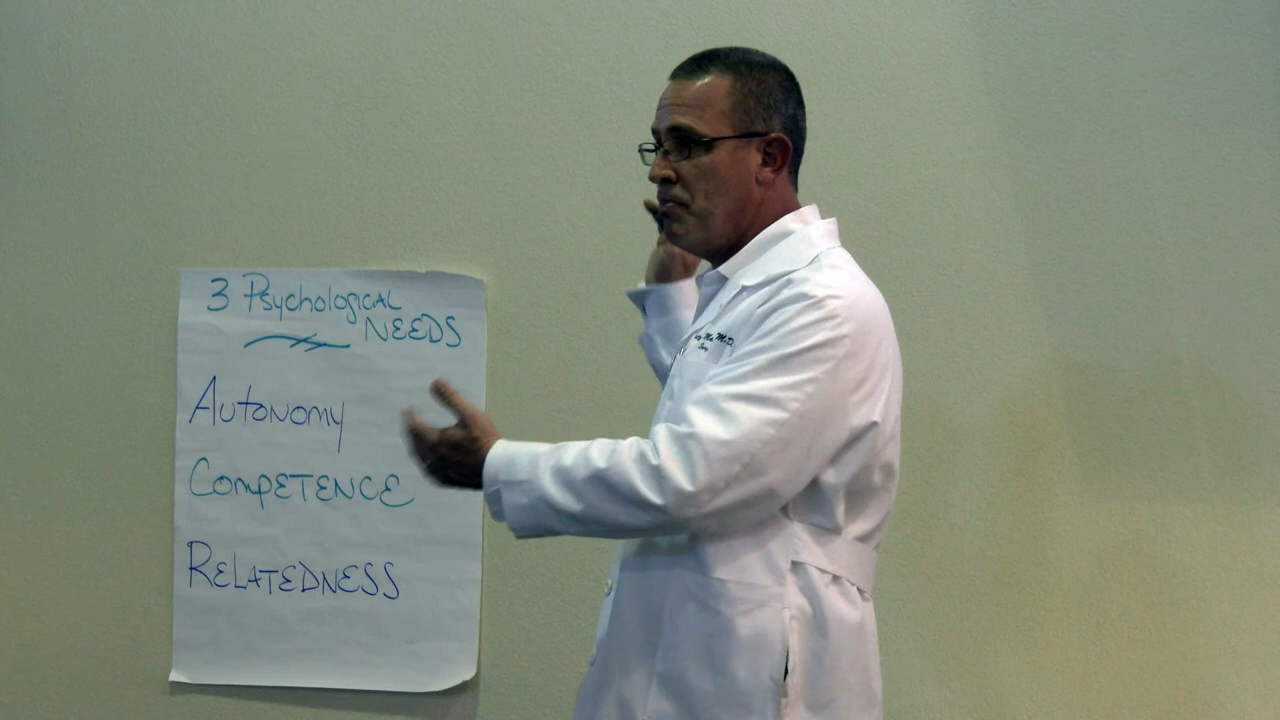 3 Psychological
NEEDS
Autonomy
Competence
Relatedness
M.D.